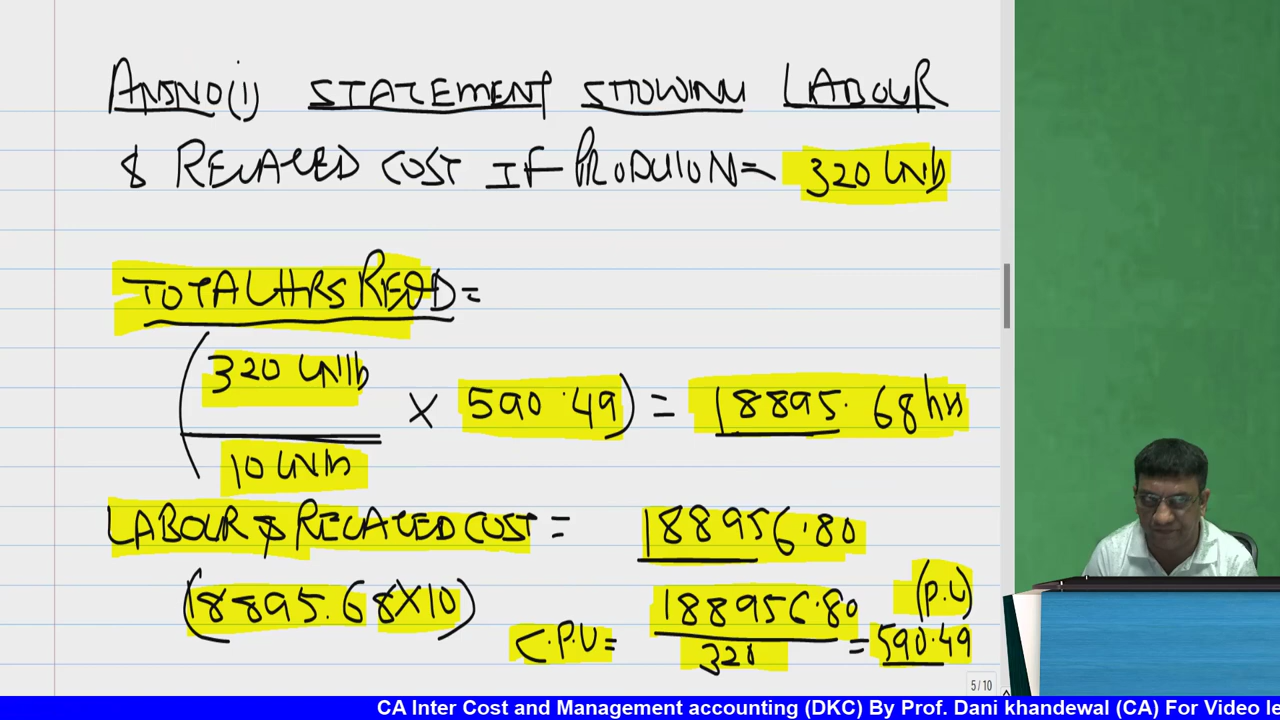 ANSNO(i) STATEMENT SHOWING LABOUR
& RELATED COST IF PRODUION = 320 Units
TOTAL HRS REQD =
(320 Units / 10 Units × 590.49) = 18895.68 hrs
LABOUR & RELATED COST = 188956.80
(18895.68×10)
C.P.U = 188956.80 / 320 = 590.49 (P.U)
5/10
CA Inter Cost and Management accounting (DKC) By Prof. Dani khandewal (CA) For Video le